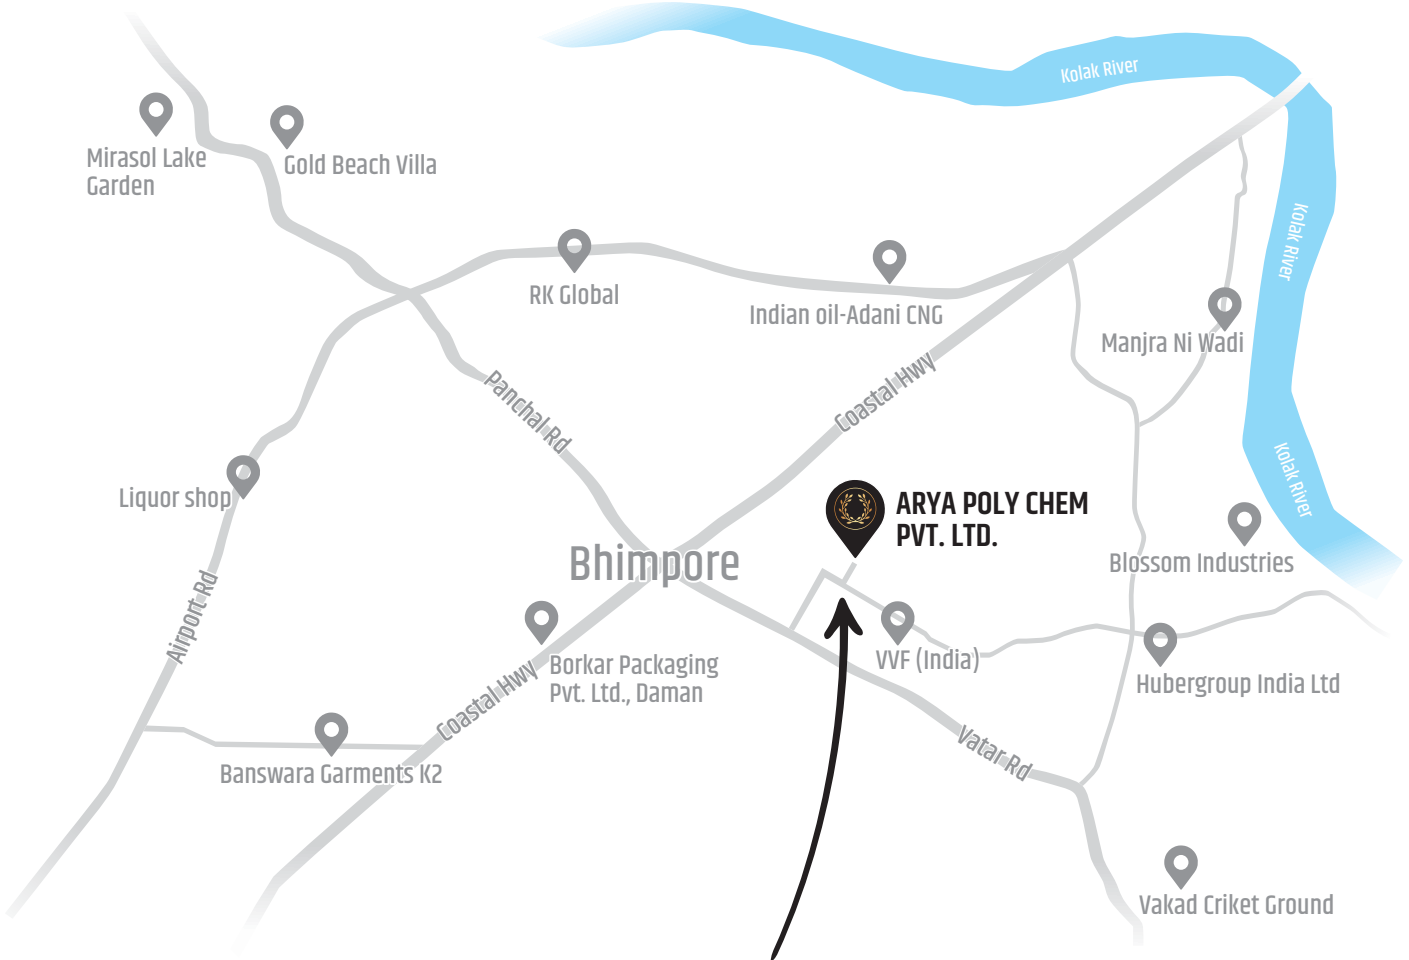 Kolak River
Mirasol Lake
Garden
Gold Beach Villa
Kolak River
RK Global
Indian oil-Adani CNG
Manjra Ni Wadi
Coastal Hwy
Panchal Rd
Kolak River
Liquor shop
ARYA POLY CHEM
PVT. LTD.
Bhimpore
Blossom Industries
Airport Rd
Borkar Packaging
Pvt. Ltd., Daman
VVF (India)
Hubergroup India Ltd
Coastal Hwy
Vatar Rd
Banswara Garments K2
Vakad Criket Ground